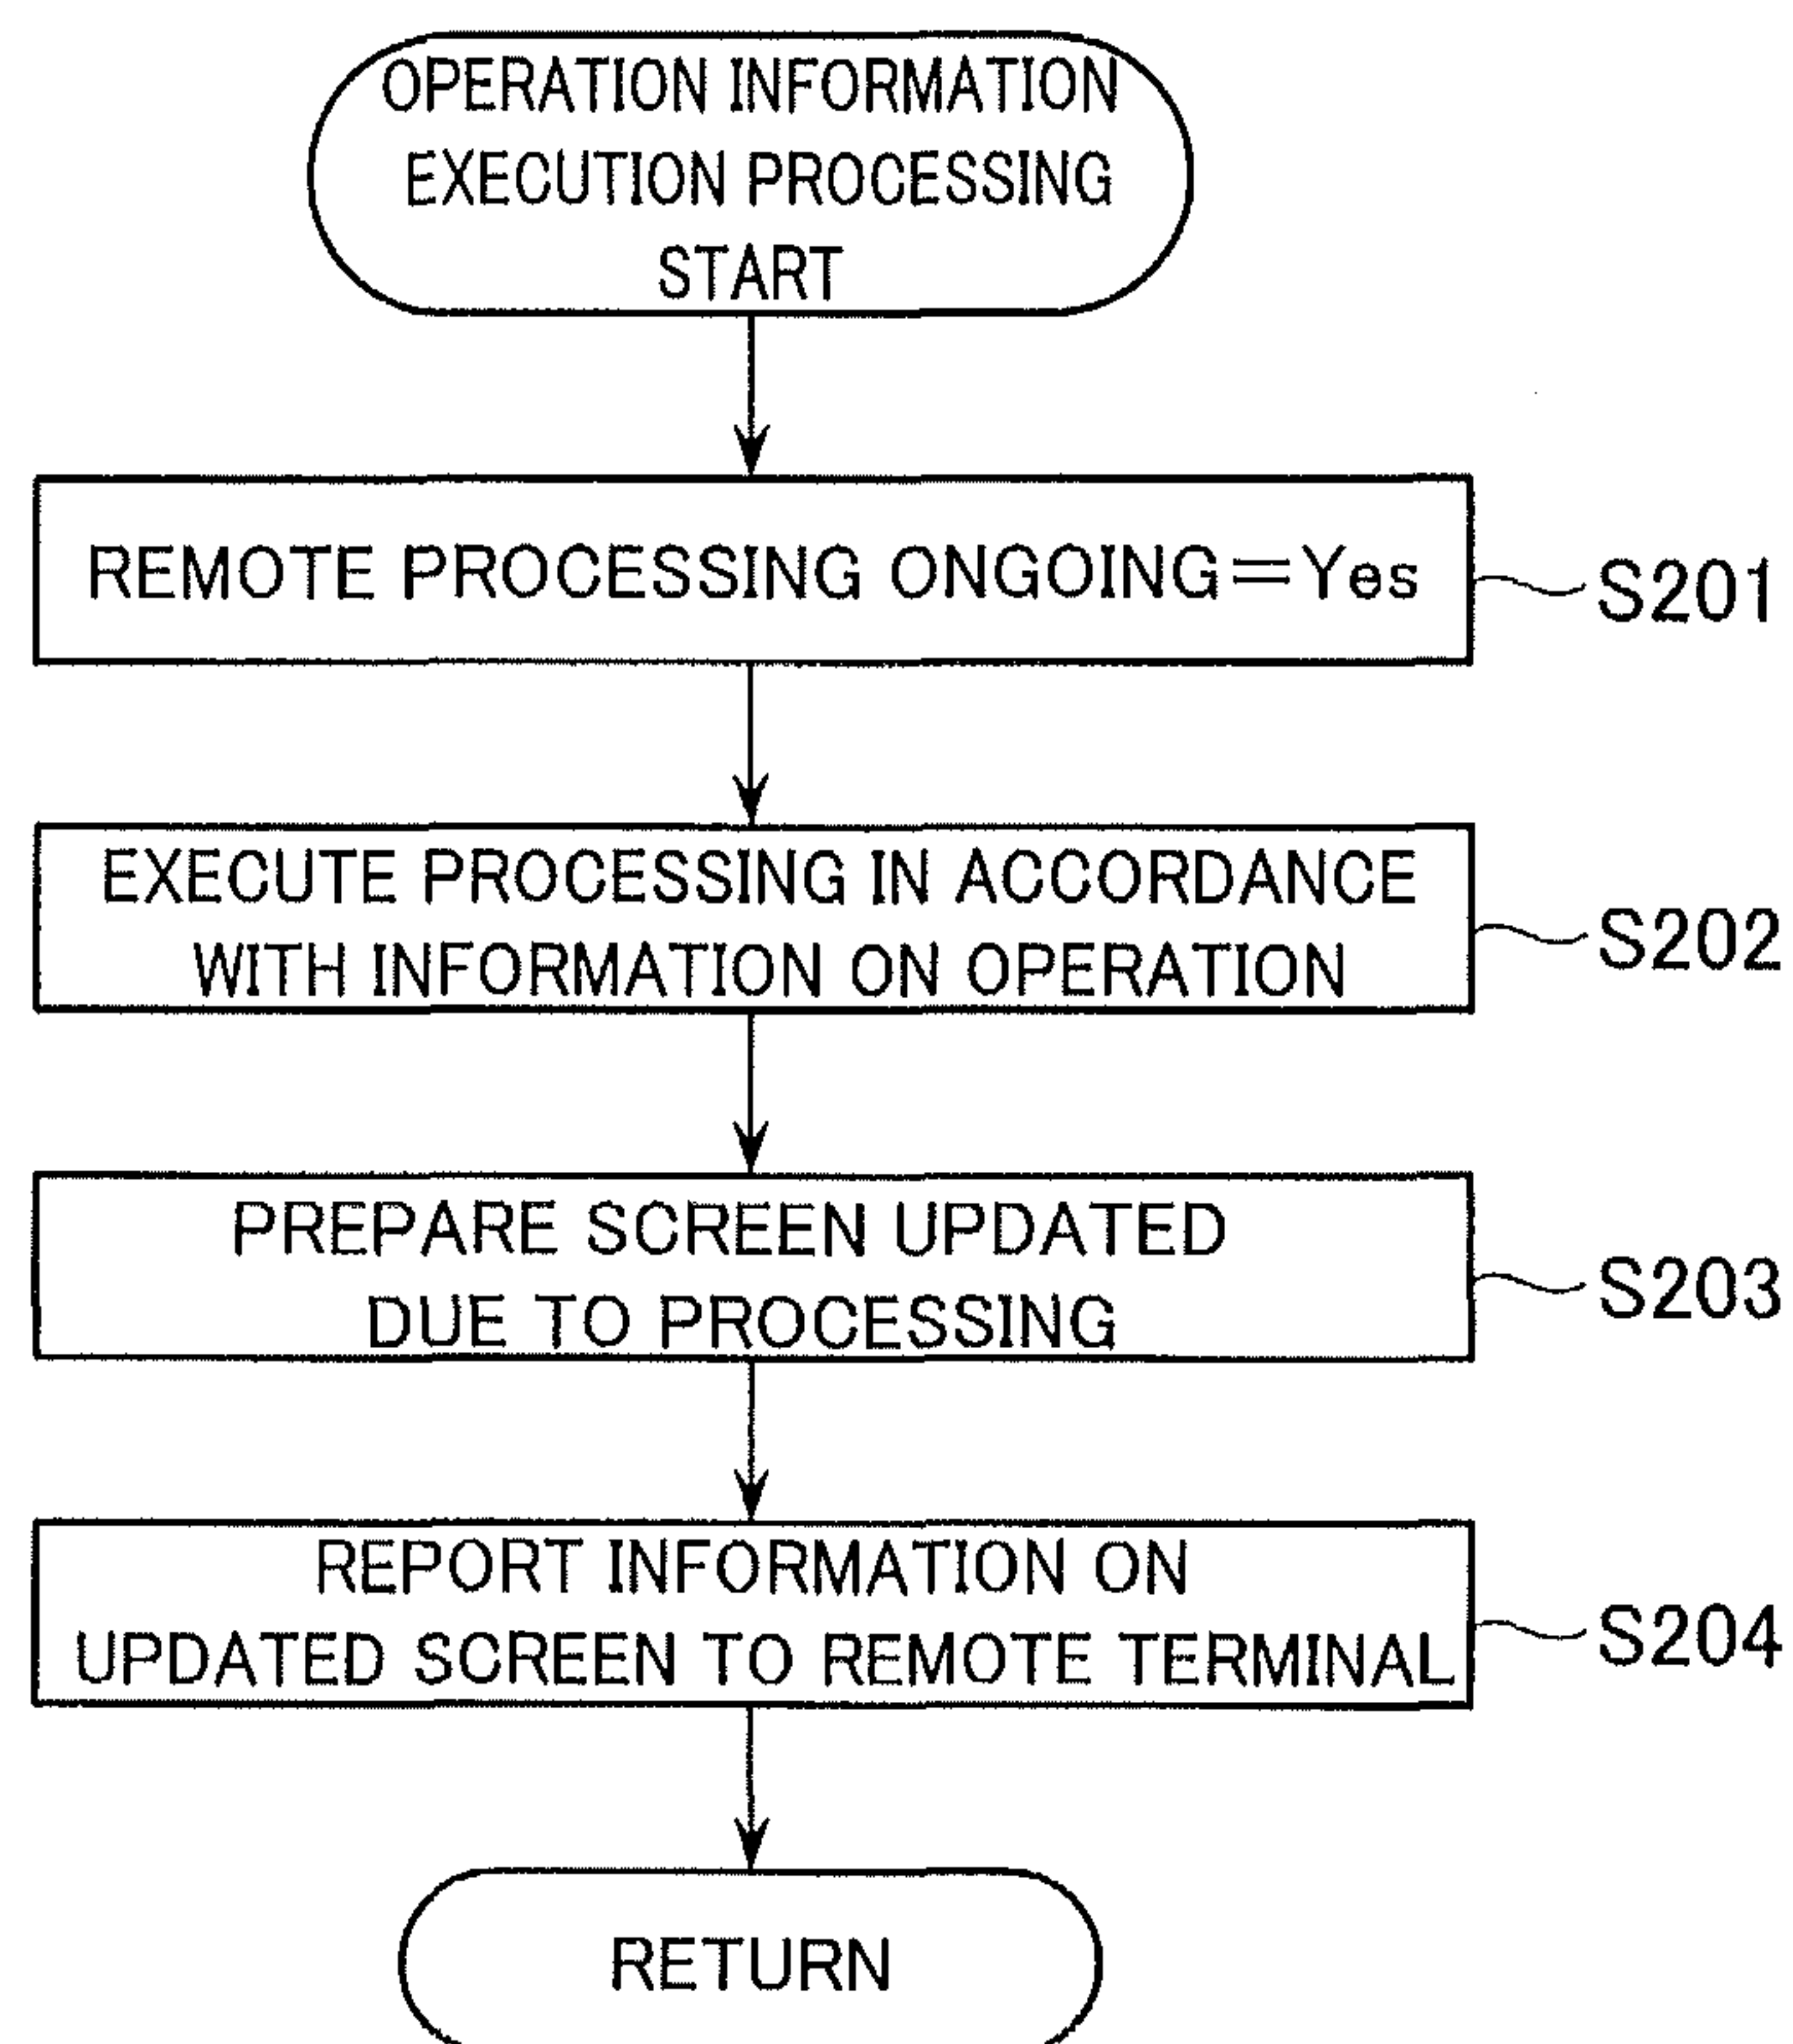 OPERATION INFORMATION
EXECUTION PROCESSING
START
REMOTE PROCESSING ONGOING=Yes
S201
EXECUTE PROCESSING IN ACCORDANCE
WITH INFORMATION ON OPERATION
S202
PREPARE SCREEN UPDATED
DUE TO PROCESSING
S203
REPORT INFORMATION ON
UPDATED SCREEN TO REMOTE TERMINAL
S204
RETURN